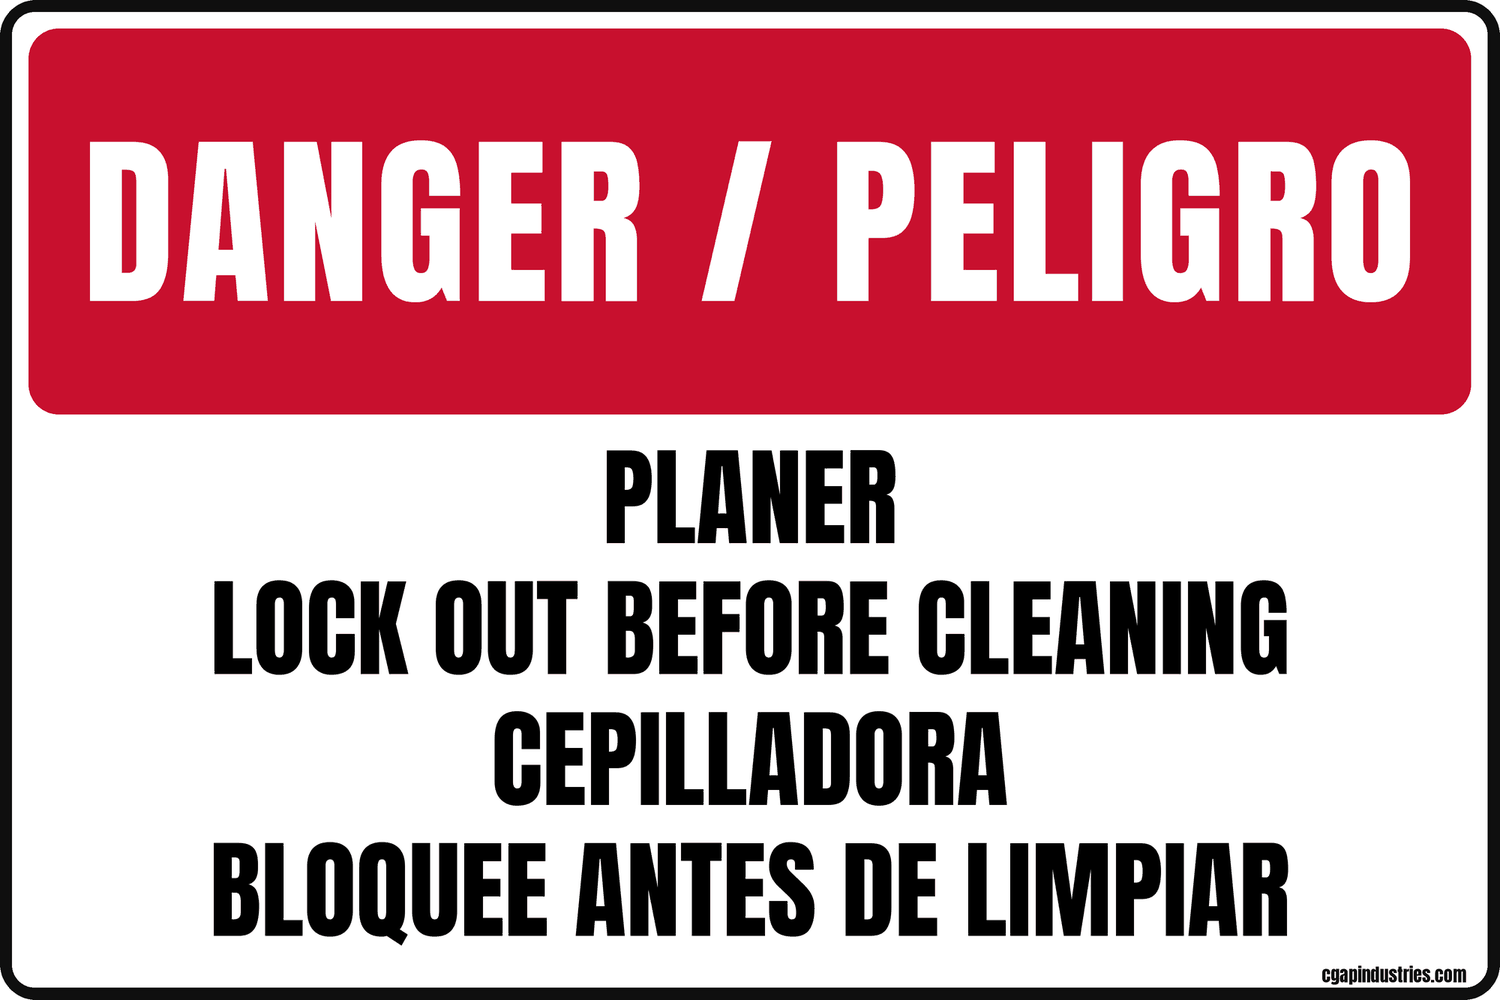 DANGER / PELIGRO
PLANER
LOCK OUT BEFORE CLEANING
CEPILLADORA
BLOQUEE ANTES DE LIMPIAR
cgapindustries.com